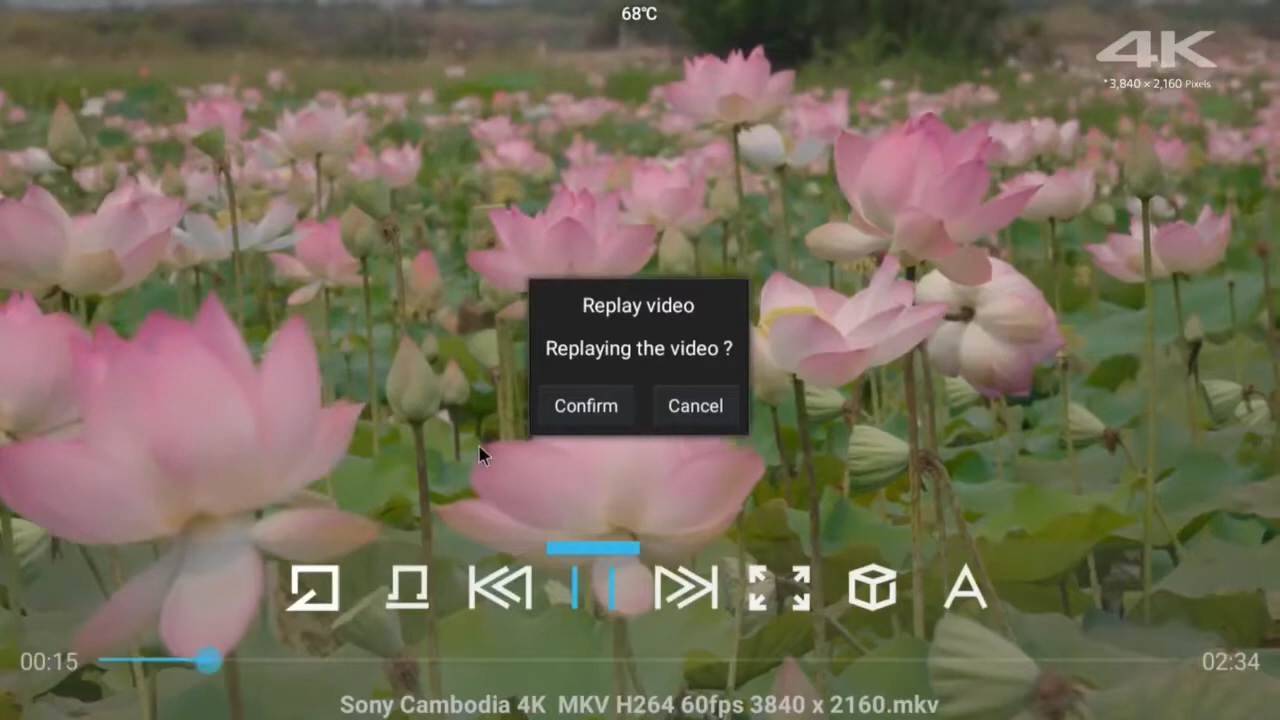 68℃
4K
*3,840 x 2,160 Pixels
Replay video
Replaying the video ?
Confirm Cancel
A
00:15 02:34
Sony Cambodia 4K  MKV H264 60fps 3840 x 2160.mkv